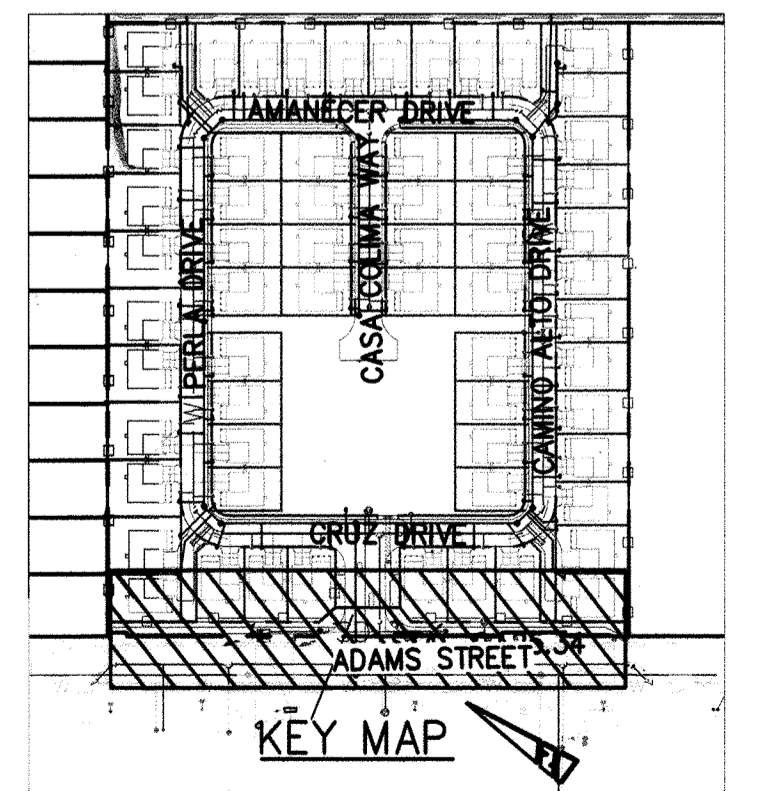 AMANECER DRIVE
CASA COLIMA WAY
PERLA DRIVE
CAMINO ALTO DRIVE
CRUZ DRIVE
ADAMS STREET
KEY MAP